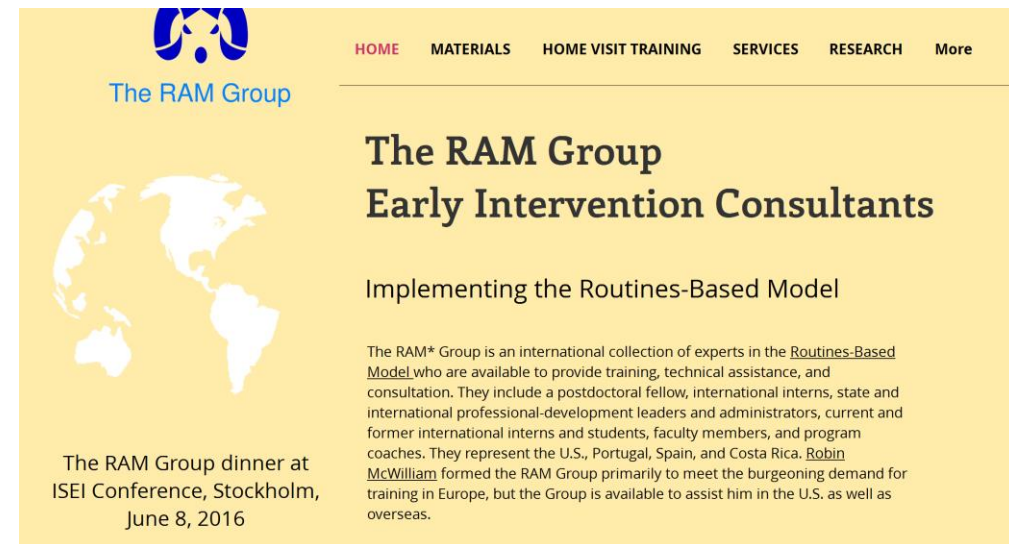 HOME MATERIALS HOME VISIT TRAINING SERVICES RESEARCH More
The RAM Group
The RAM Group
Early Intervention Consultants
Implementing the Routines-Based Model
The RAM* Group is an international collection of experts in the Routines-Based
Model who are available to provide training, technical assistance, and
consultation. They include a postdoctoral fellow, international interns, state and
international professional-development leaders and administrators, current and
former international interns and students, faculty members, and program
coaches. They represent the U.S., Portugal, Spain, and Costa Rica. Robin
McWilliam formed the RAM Group primarily to meet the burgeoning demand for
training in Europe, but the Group is available to assist him in the U.S. as well as
overseas.
The RAM Group dinner at
ISEI Conference, Stockholm,
June 8, 2016